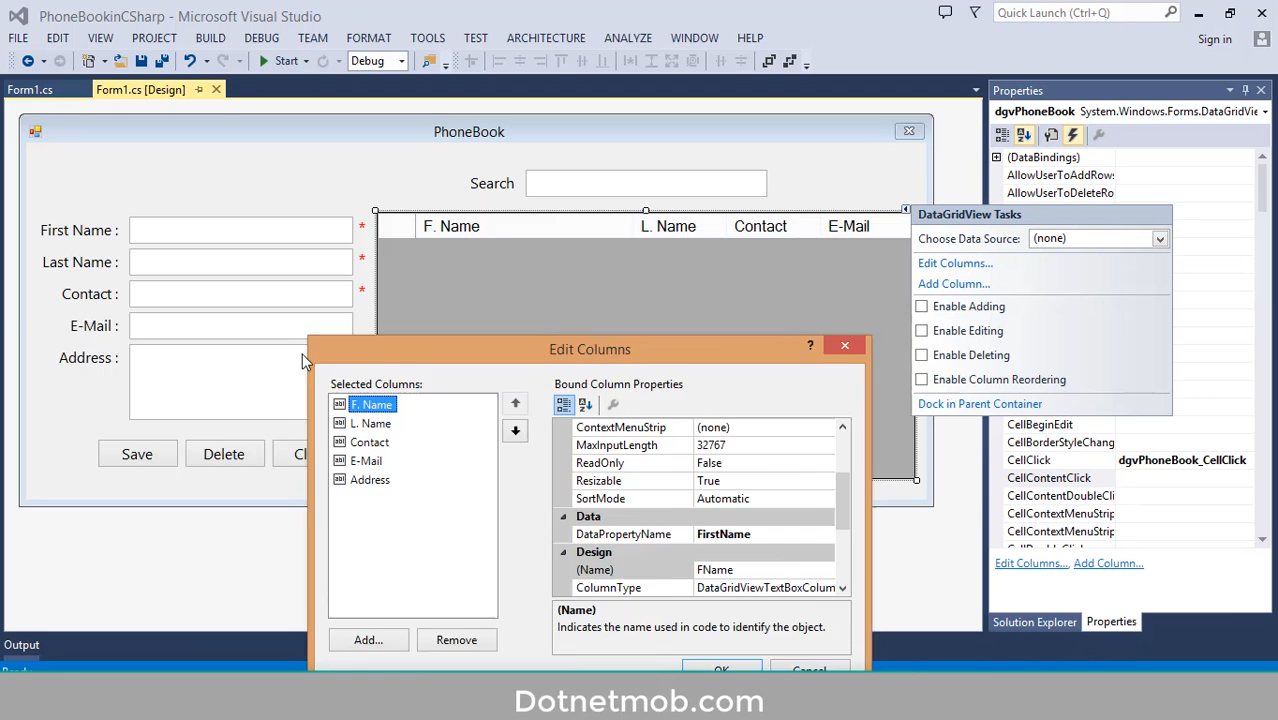 PhoneBookinCSharp - Microsoft Visual Studio
Quick Launch (Ctrl+Q)
FILE EDIT VIEW PROJECT BUILD DEBUG TEAM FORMAT TOOLS TEST ARCHITECTURE ANALYZE WINDOW HELP
Sign in
Start Debug
Form1.cs Form1.cs [Design]
Properties
dgvPhoneBook System.Windows.Forms.DataGridVie
PhoneBook
(DataBindings)
AllowUserToAddRows
AllowUserToDeleteRo
Search
DataGridView Tasks
First Name : *
F. Name L. Name Contact E-Mail
Choose Data Source: (none)
Last Name : *
Edit Columns...
Add Column...
Contact : *
Enable Adding
E-Mail :
Enable Editing
Address :
Enable Deleting
Enable Column Reordering
Dock in Parent Container
Edit Columns
?
Selected Columns:
Bound Column Properties
F. Name
L. Name
Contact
E-Mail
Address
ContextMenuStrip (none)
MaxInputLength 32767
ReadOnly False
Resizable True
SortMode Automatic
Data
DataPropertyName FirstName
Design
(Name) FName
ColumnType DataGridViewTextBoxColum
(Name)
Indicates the name used in code to identify the object.
Add... Remove
OK Cancel
Save Delete Cl
CellBeginEdit
CellBorderStyleChang
CellClick dgvPhoneBook_CellClick
CellContentClick
CellContentDoubleCli
CellContextMenuStrip
CellContextMenuStrip
Edit Columns..., Add Column...
Solution Explorer Properties
Output
Dotnetmob.com